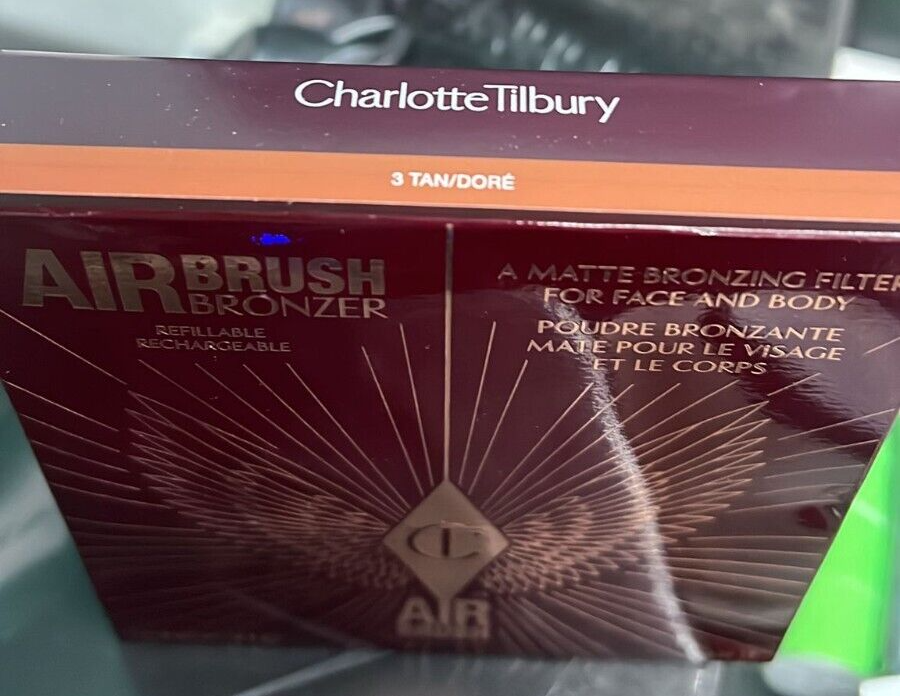 CharlotteTilbury
3 TAN/DORÉ
AIRBRUSH
BRONZER
REFILLABLE
RECHARGEABLE
A MATTE BRONZING FILTER
FOR FACE AND BODY
POUDRE BRONZANTE
MATE POUR LE VISAGE
ET LE CORPS
CT
AIR